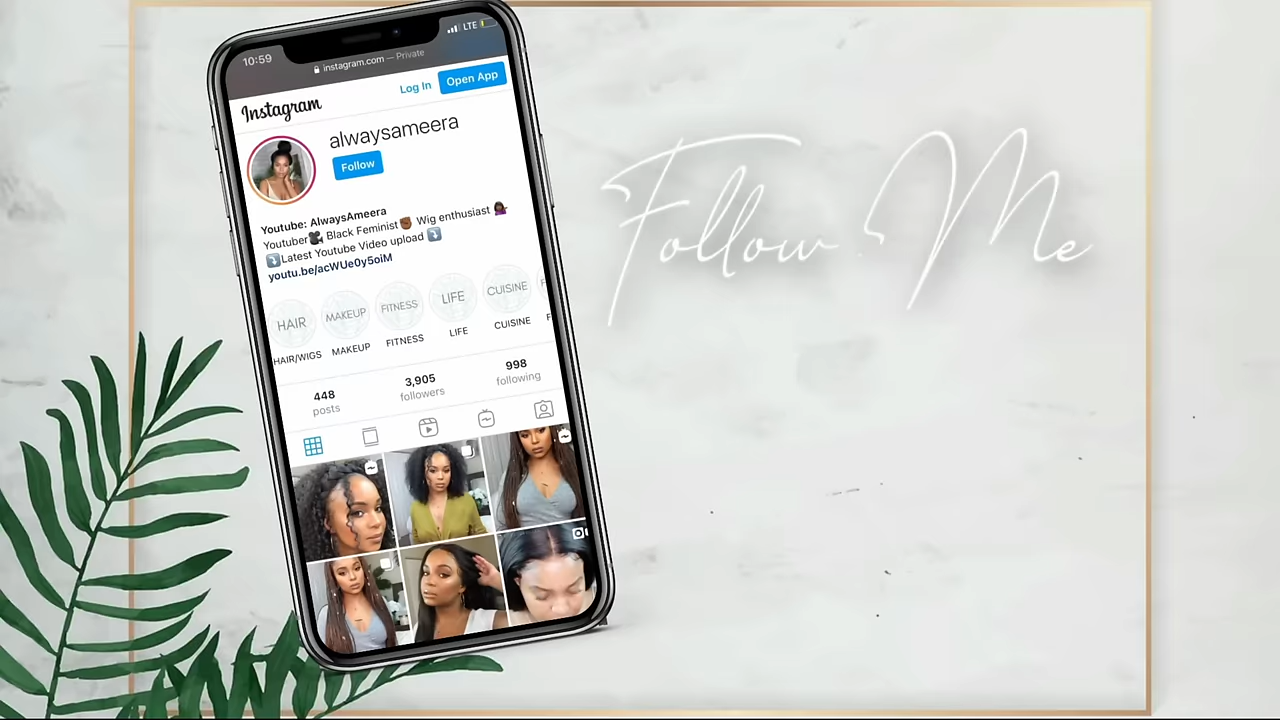 10:59
LTE
instagram.com — Private
Instagram
Log In
Open App
alwaysameera
Follow
Youtube: AlwaysAmeera
Youtuber🎥 Black Feminist✊🏾 Wig enthusiast 💁🏾‍♀️
⤵️Latest Youtube Video upload ⤵️
youtu.be/acWUe0y5oiM
HAIR
MAKEUP
FITNESS
LIFE
CUISINE
F
HAIR/WIGS
MAKEUP
FITNESS
LIFE
CUISINE
F
448
posts
3,905
followers
998
following
Follow Me